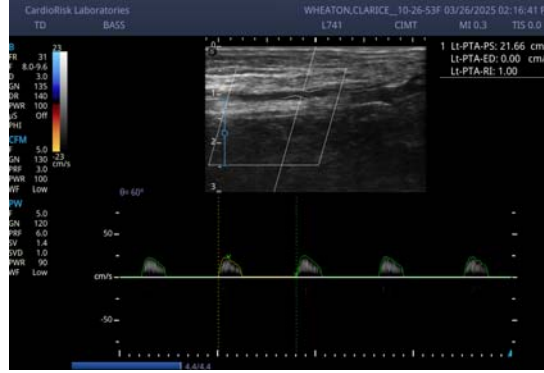 CardioRisk Laboratories WHEATON,CLARICE__10-26-53F 03/26/2025 02:16:41 P
TD BASS L741 CIMT MI 0.3 TIS 0.0
B
FR 31
F 8.0-9.6
D 3.0
GN 135
DR 140
PWR 100
µS Off
PHI
CFM
F 5.0
GN 130
PRF 3.0
PWR 100
WF Low
PW
F 5.0
GN 120
PRF 6.0
SV 1.4
SVD 1.0
PWR 90
WF Low
23
-23
cm/s
1 Lt-PTA-PS: 21.66 cm
Lt-PTA-ED: 0.00 cm/
Lt-PTA-RI: 1.00
1
2
3
θ= 60°
50
cm/s
-50
4.4/4.4